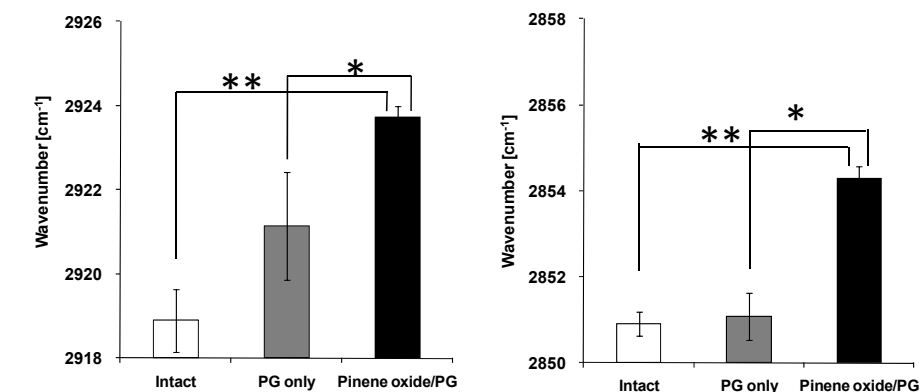 2926
2924
2922
2920
2918
Wavenumber [cm-1]
**
*
Intact
PG only
Pinene oxide/PG
2858
2856
2854
2852
2850
Wavenumber [cm-1]
**
*
Intact
PG only
Pinene oxide/PG